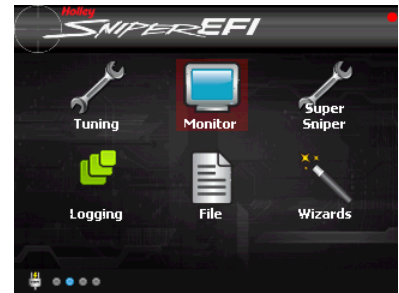 Holley
SNIPER EFI
Tuning
Monitor
Super
Sniper
Logging
File
Wizards